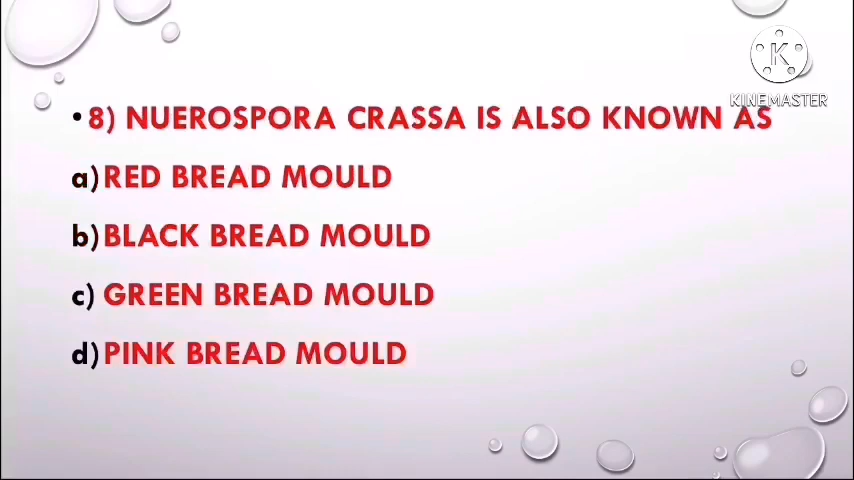 K
KINEMASTER
• 8) NUEROSPORA CRASSA IS ALSO KNOWN AS
a) RED BREAD MOULD
b) BLACK BREAD MOULD
c) GREEN BREAD MOULD
d) PINK BREAD MOULD